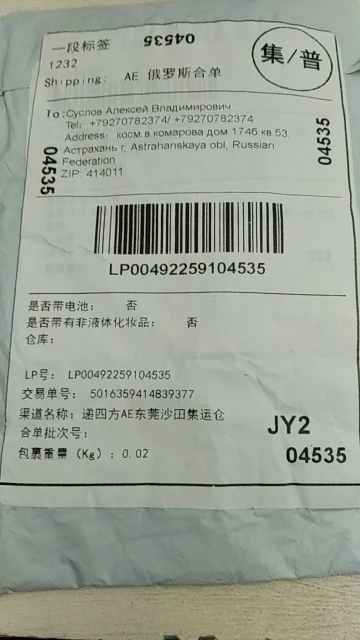 一段标签
04535
1232
Shipping: AE 俄罗斯合单
集/普
To: Суслов Алексей Владимирович
Tel: +79270782374/ +79270782374
Address: косм.в.комарова дом 174б кв 53,
Астрахань г, Astrahanskaya obl, Russian
Federation
ZIP: 414011
04535
04535
LP00492259104535
是否带电池： 否
是否带有非液体化妆品： 否
仓库：
LP号： LP00492259104535
交易单号： 5016359414839377
渠道名称：递四方AE东莞沙田集运仓
合单批次号：
JY2
包裹重量（Kg）：0.02
04535